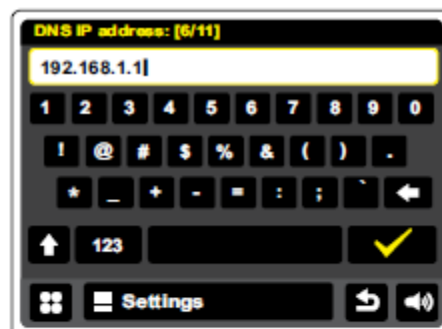 DNS IP address: [6/11]
192.168.1.1
1 2 3 4 5 6 7 8 9 0
! @ # $ % & ( ) .
* _ + - = : ; `
123
Settings